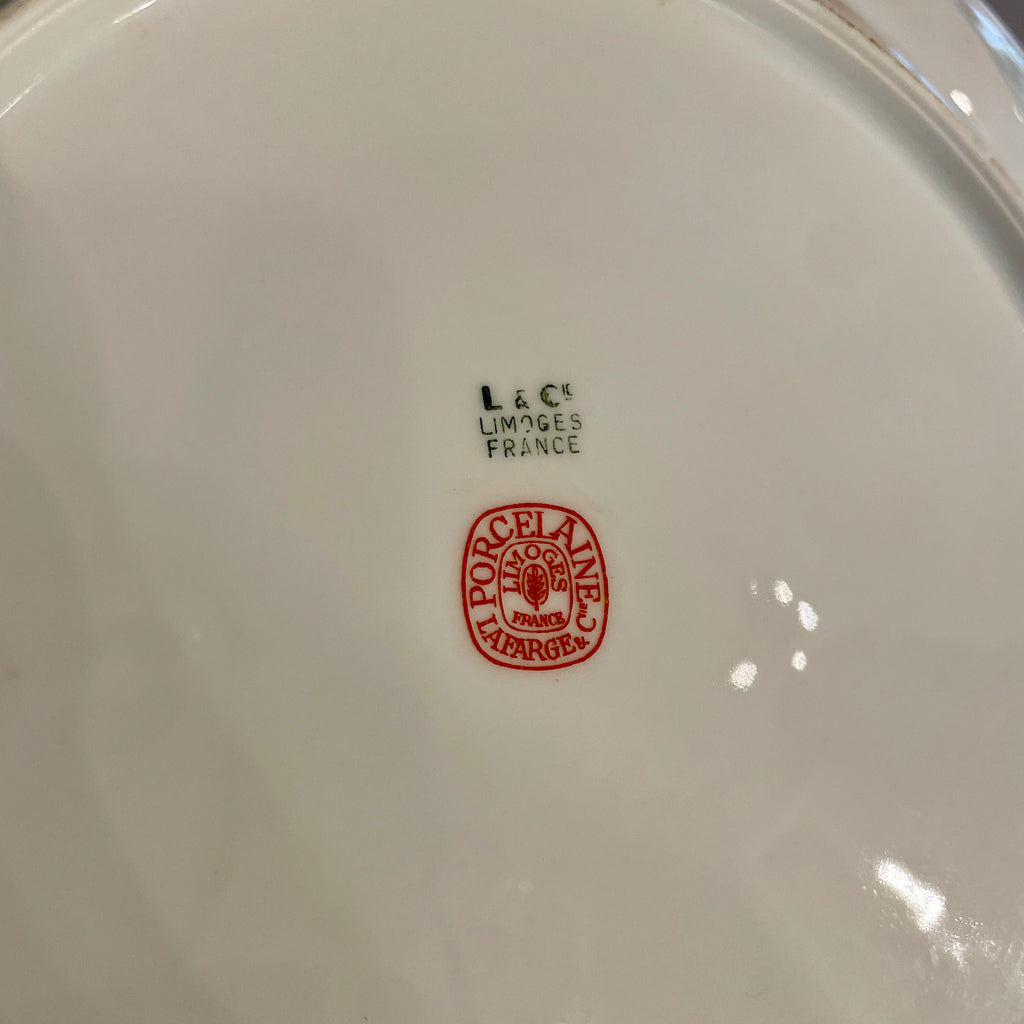 L & CIE
LIMOGES
FRANCE
PORCELAINE
LIMOGES
FRANCE
LAFARGE & CIE